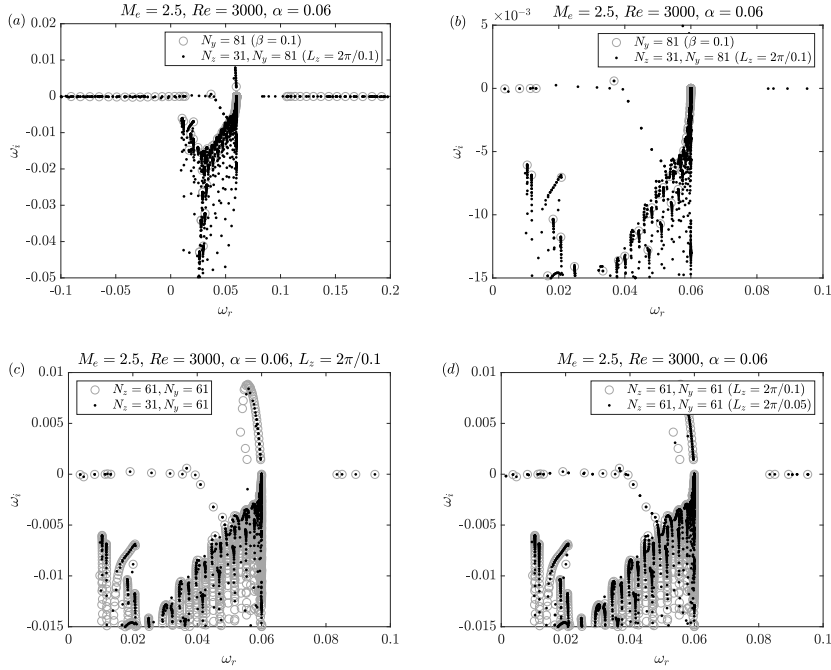 (a)
M_e = 2.5, Re = 3000, α = 0.06
N_y = 81 (β = 0.1)
N_z = 31, N_y = 81 (L_z = 2π/0.1)
0.02
0.01
0
-0.01
-0.02
-0.03
-0.04
-0.05
ω_i
-0.1 -0.05 0 0.05 0.1 0.15 0.2
ω_r
(b)
M_e = 2.5, Re = 3000, α = 0.06
×10⁻³
N_y = 81 (β = 0.1)
N_z = 31, N_y = 81 (L_z = 2π/0.1)
5
0
-5
-10
-15
ω_i
0 0.02 0.04 0.06 0.08 0.1
ω_r
(c)
M_e = 2.5, Re = 3000, α = 0.06, L_z = 2π/0.1
N_z = 61, N_y = 61
N_z = 31, N_y = 61
0.01
0.005
0
-0.005
-0.01
-0.015
ω_i
0 0.02 0.04 0.06 0.08 0.1
ω_r
(d)
M_e = 2.5, Re = 3000, α = 0.06
N_z = 61, N_y = 61 (L_z = 2π/0.1)
N_z = 61, N_y = 61 (L_z = 2π/0.05)
0.01
0.005
0
-0.005
-0.01
-0.015
ω_i
0 0.02 0.04 0.06 0.08 0.1
ω_r